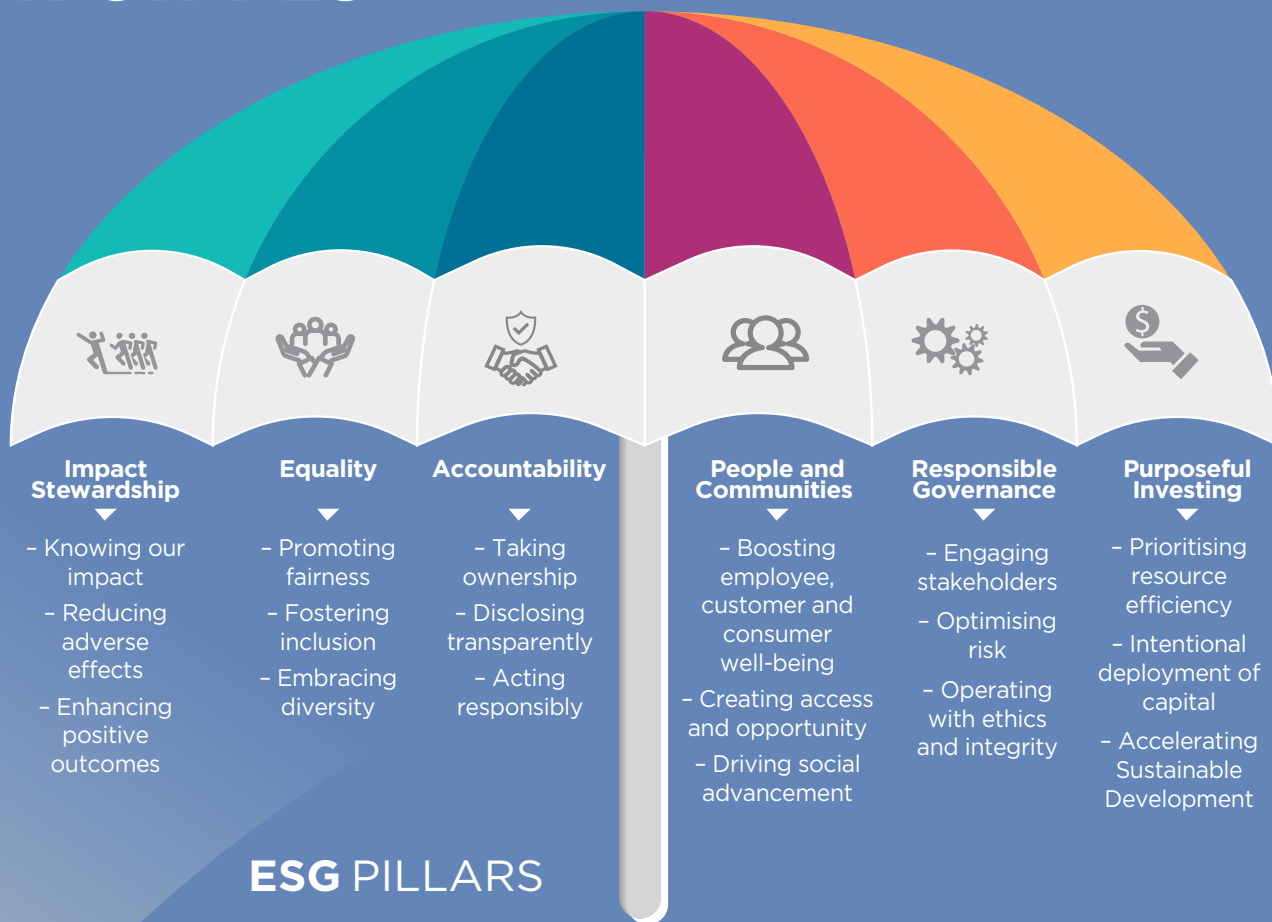 Impact
Stewardship
– Knowing our
impact
– Reducing
adverse
effects
– Enhancing
positive
outcomes
Equality
– Promoting
fairness
– Fostering
inclusion
– Embracing
diversity
Accountability
– Taking
ownership
– Disclosing
transparently
– Acting
responsibly
People and
Communities
– Boosting
employee,
customer and
consumer
well-being
– Creating access
and opportunity
– Driving social
advancement
Responsible
Governance
– Engaging
stakeholders
– Optimising
risk
– Operating
with ethics
and integrity
$
Purposeful
Investing
– Prioritising
resource
efficiency
– Intentional
deployment of
capital
– Accelerating
Sustainable
Development
ESG PILLARS